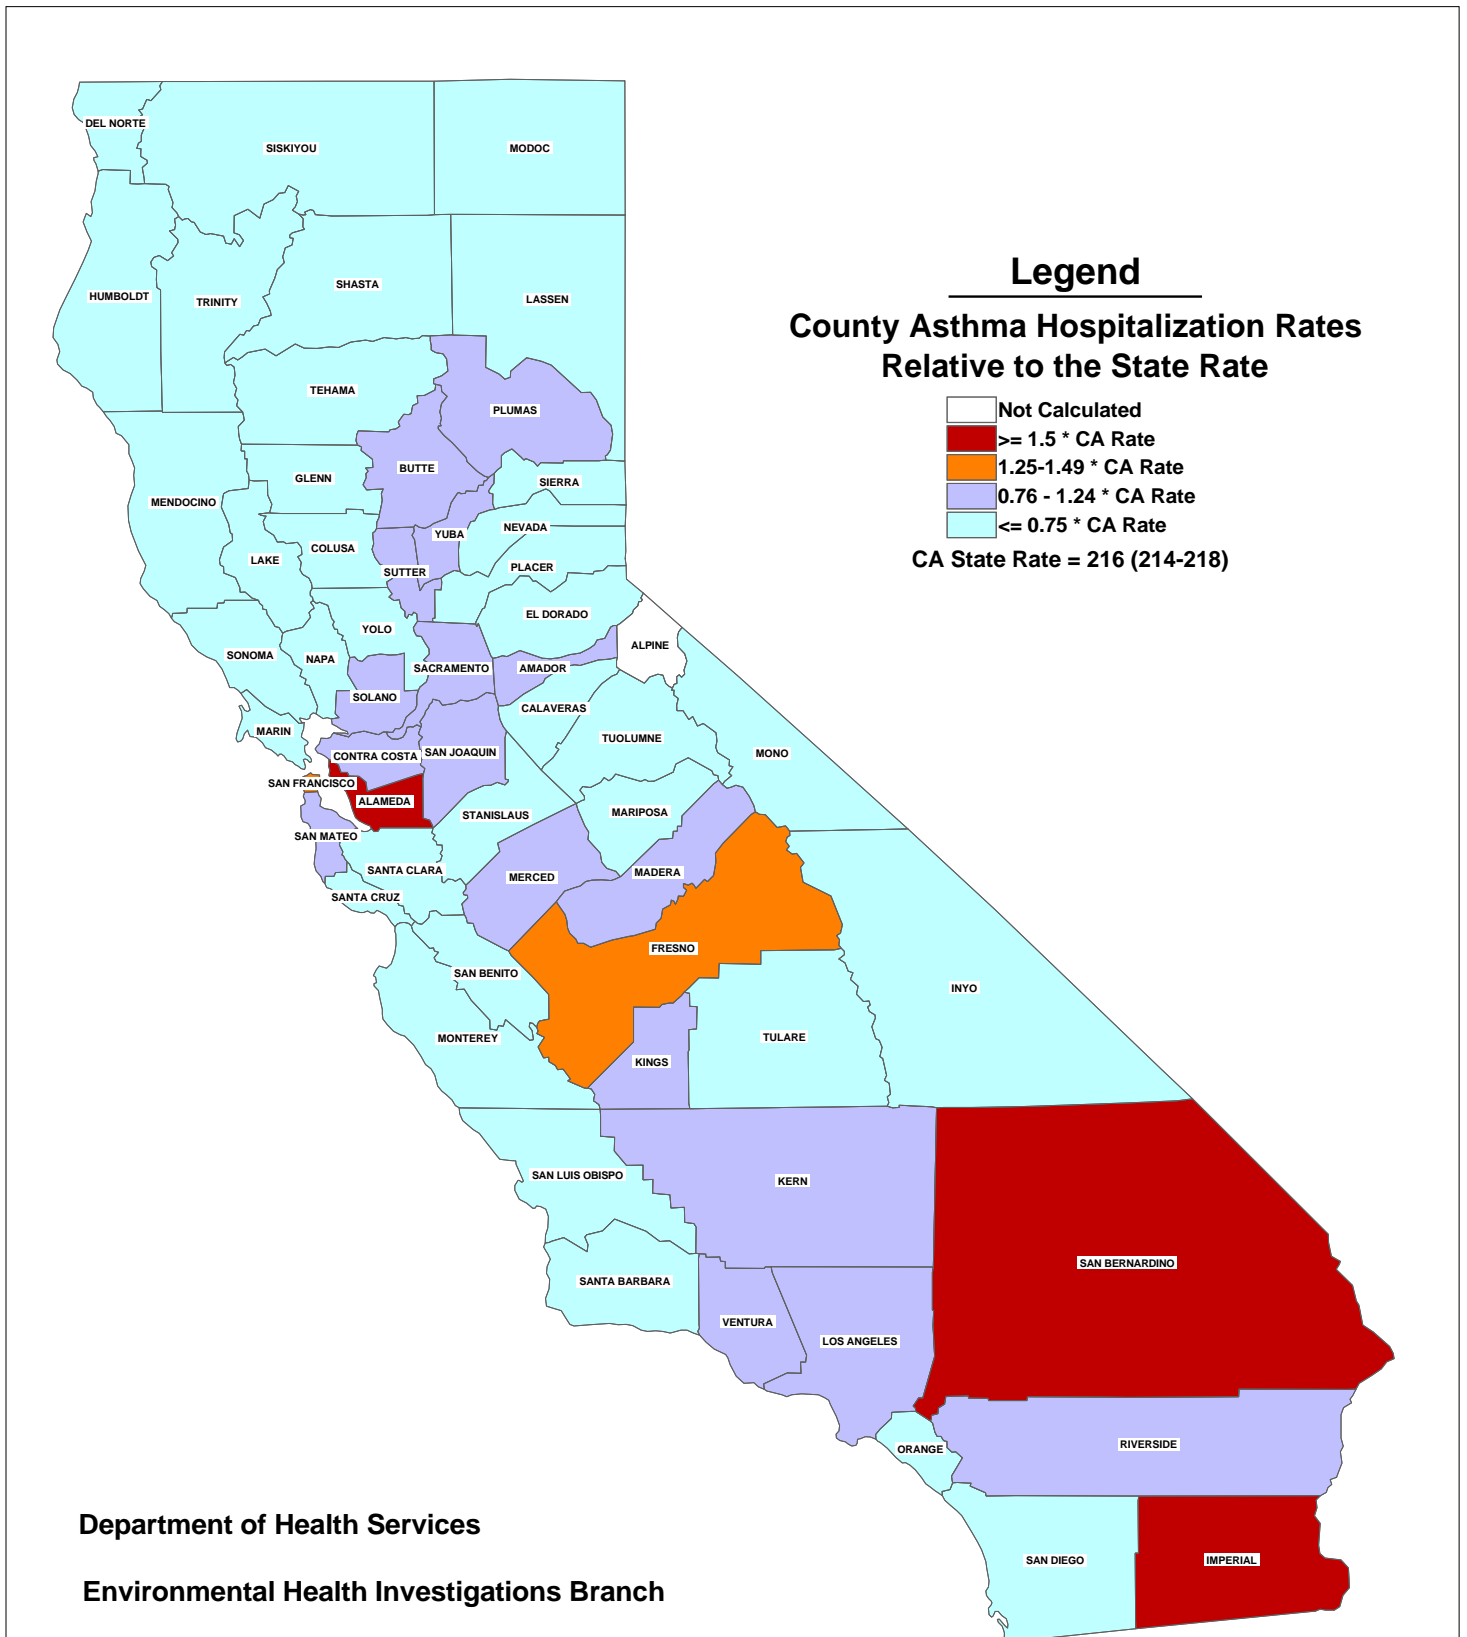 DEL NORTE
SISKIYOU
MODOC
HUMBOLDT
TRINITY
SHASTA
LASSEN
Legend
County Asthma Hospitalization Rates
Relative to the State Rate
Not Calculated
>= 1.5 * CA Rate
1.25-1.49 * CA Rate
0.76 - 1.24 * CA Rate
<= 0.75 * CA Rate
CA State Rate = 216 (214-218)
TEHAMA
PLUMAS
BUTTE
GLENN
SIERRA
MENDOCINO
NEVADA
YUBA
COLUSA
LAKE
SUTTER
PLACER
EL DORADO
YOLO
ALPINE
SONOMA
NAPA
SACRAMENTO
AMADOR
SOLANO
CALAVERAS
MARIN
TUOLUMNE
MONO
CONTRA COSTA
SAN JOAQUIN
SAN FRANCISCO
ALAMEDA
STANISLAUS
MARIPOSA
SAN MATEO
SANTA CLARA
MERCED
MADERA
SANTA CRUZ
FRESNO
SAN BENITO
INYO
MONTEREY
TULARE
KINGS
SAN LUIS OBISPO
KERN
SAN BERNARDINO
SANTA BARBARA
VENTURA
LOS ANGELES
ORANGE
RIVERSIDE
SAN DIEGO
IMPERIAL
Department of Health Services
Environmental Health Investigations Branch